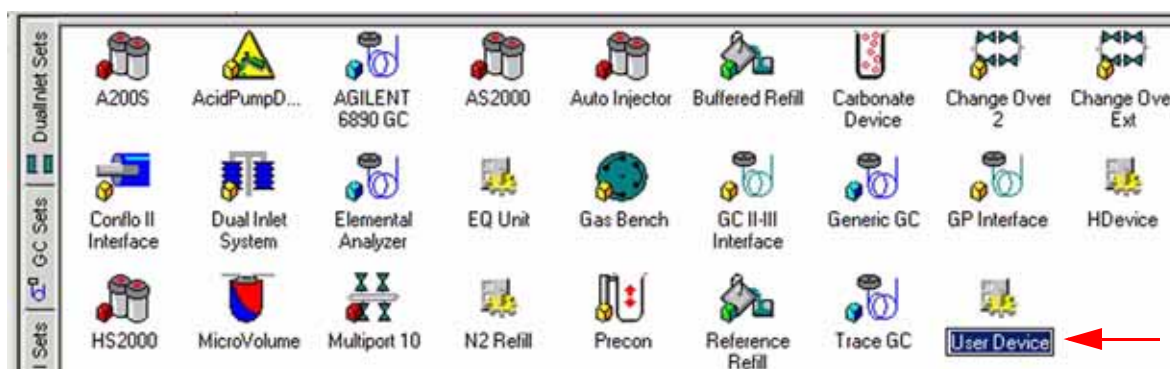 DualInlet Sets
GC Sets
l Sets
A200S
AcidPumpD...
AGILENT
6890 GC
AS2000
Auto Injector
Buffered Refill
Carbonate
Device
Change Over
2
Change Ove
Ext
Conflo II
Interface
Dual Inlet
System
Elemental
Analyzer
EQ Unit
Gas Bench
GC II-III
Interface
Generic GC
GP Interface
HDevice
HS2000
MicroVolume
Multiport 10
N2 Refill
Precon
Reference
Refill
Trace GC
User Device